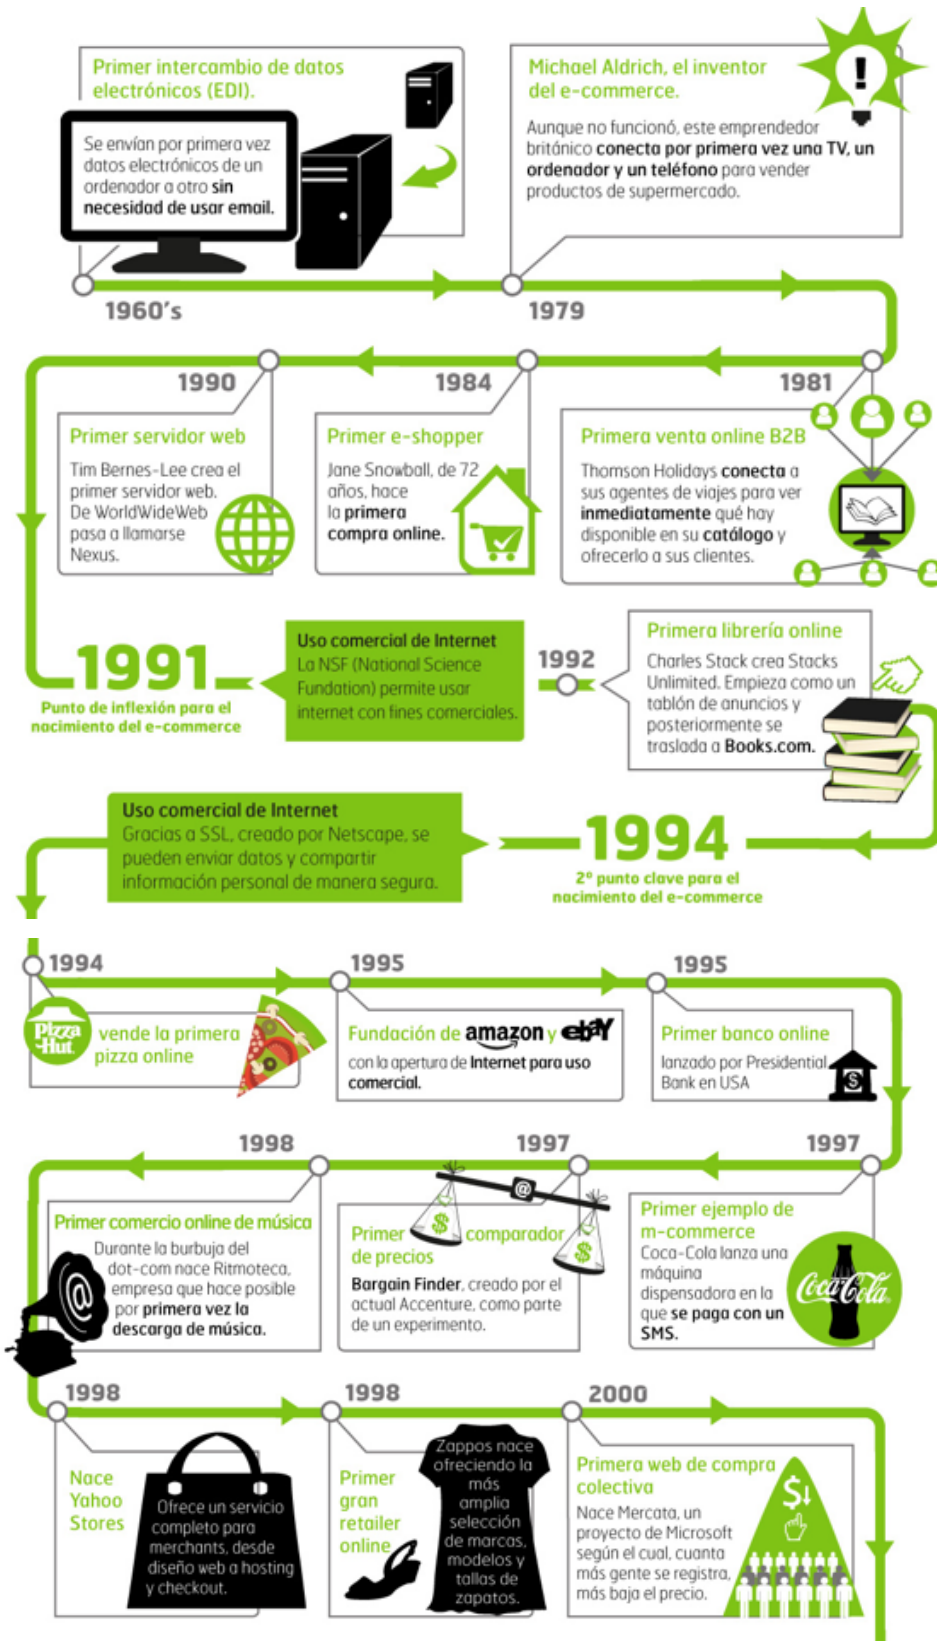 Primer intercambio de datos
electrónicos (EDI).
Se envían por primera vez
datos electrónicos de un
ordenador a otro sin
necesidad de usar email.
1960's
Michael Aldrich, el inventor
del e-commerce.
Aunque no funcionó, este emprendedor
británico conecta por primera vez una TV, un
ordenador y un teléfono para vender
productos de supermercado.
!
1979
1981
Primera venta online B2B
Thomson Holidays conecta a
sus agentes de viajes para ver
inmediatamente qué hay
disponible en su catálogo y
ofrecerlo a sus clientes.
1984
Primer e-shopper
Jane Snowball, de 72
años, hace
la primera
compra online.
1990
Primer servidor web
Tim Bernes-Lee crea el
primer servidor web.
De WorldWideWeb
pasa a llamarse
Nexus.
1991
Punto de inflexión para el
nacimiento del e-commerce
Uso comercial de Internet
La NSF (National Science
Fundation) permite usar
internet con fines comerciales.
1992
Primera librería online
Charles Stack crea Stacks
Unlimited. Empieza como un
tablón de anuncios y
posteriormente se
traslada a Books.com.
1994
2º punto clave para el
nacimiento del e-commerce
Uso comercial de Internet
Gracias a SSL, creado por Netscape, se
pueden enviar datos y compartir
información personal de manera segura.
1994
Pizza
Hut
vende la primera
pizza online
1995
Fundación de amazon y ebay
con la apertura de Internet para uso
comercial.
1995
Primer banco online
lanzado por Presidential
Bank en USA
$
1997
Primer ejemplo de
m-commerce
Coca-Cola lanza una
máquina
dispensadora en la
que se paga con un
SMS.
Coca-Cola
1997
@
$
$
Primer comparador
de precios
Bargain Finder, creado por el
actual Accenture, como parte
de un experimento.
1998
Primer comercio online de música
Durante la burbuja del
dot-com nace Ritmoteca,
empresa que hace posible
por primera vez la
descarga de música.
@
1998
Nace
Yahoo
Stores
Ofrece un servicio
completo para
merchants, desde
diseño web a hosting
y checkout.
1998
Primer
gran
retailer
online
Zappos nace
ofreciendo la
más
amplia
selección
de marcas,
modelos y
tallas de
zapatos.
2000
Primera web de compra
colectiva
Nace Mercata, un
proyecto de Microsoft
según el cual, cuanta
más gente se registra,
más baja el precio.
$